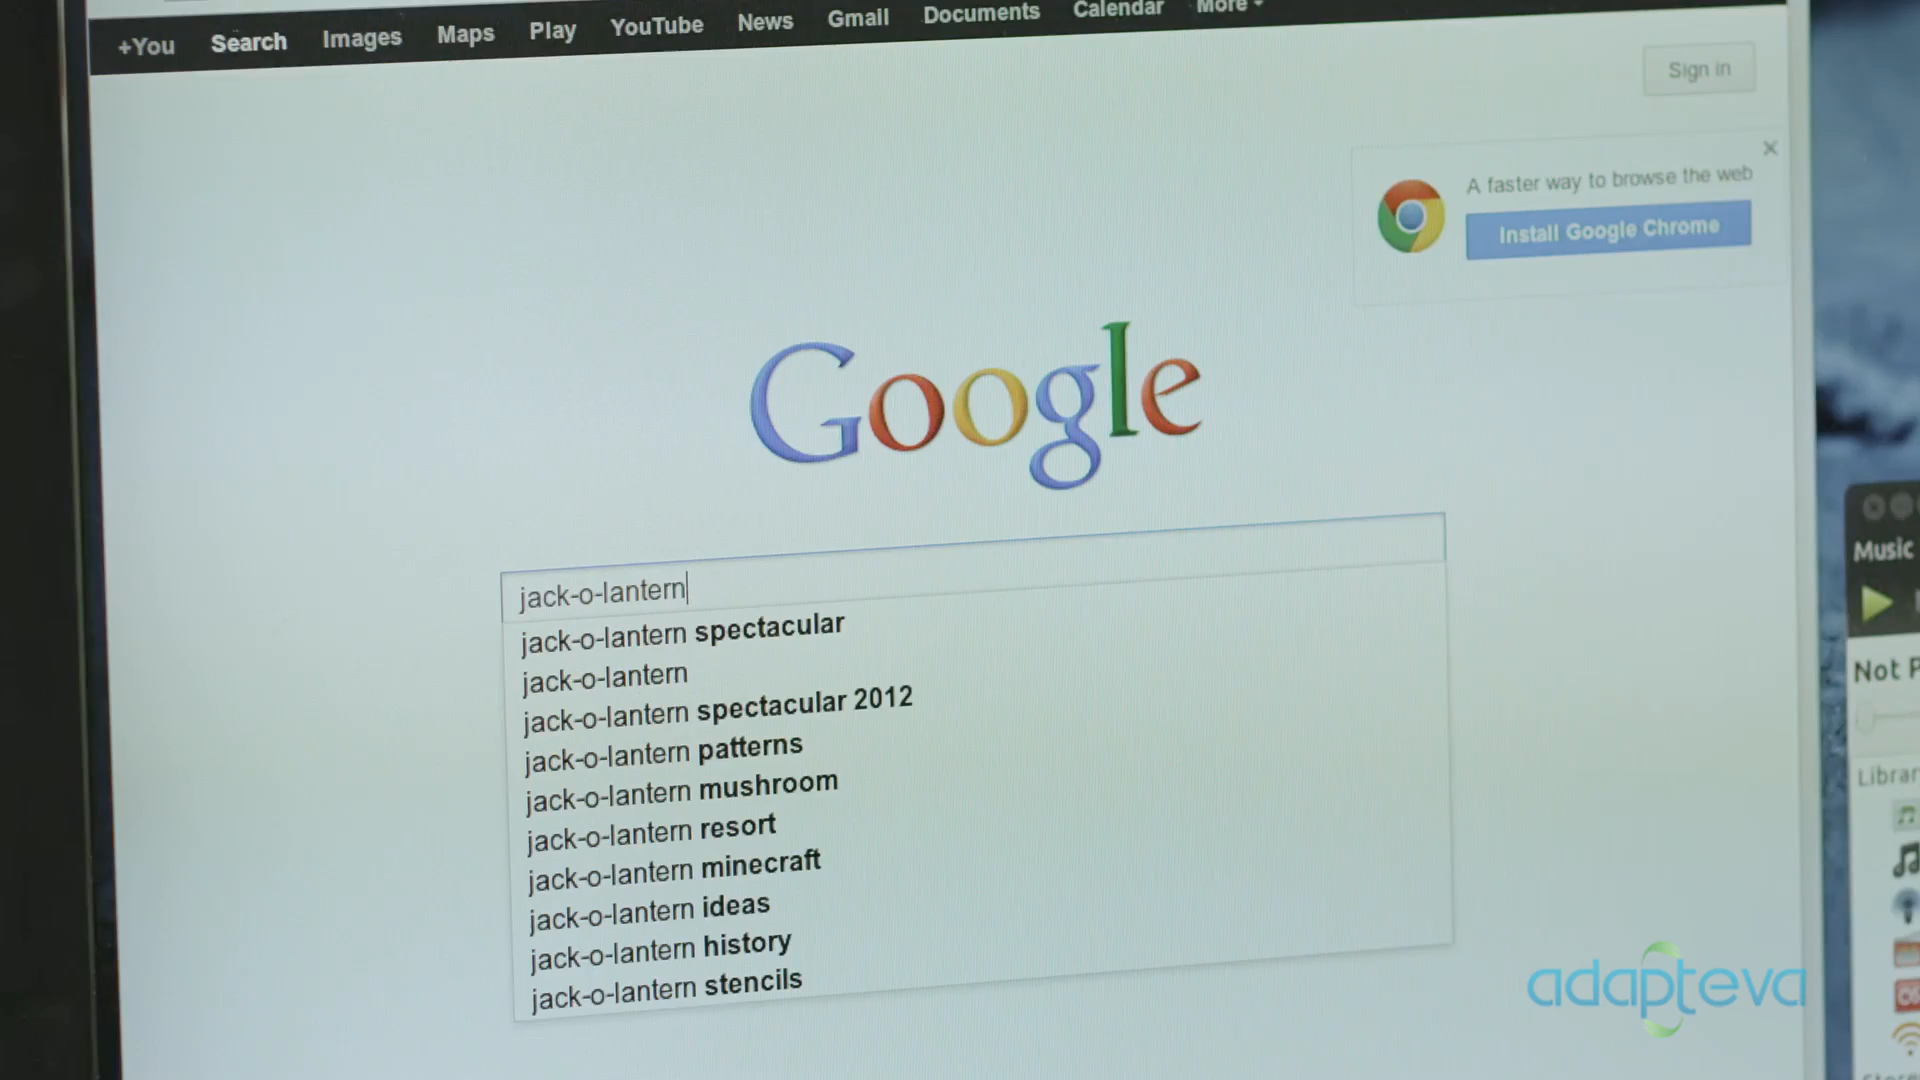 +You Search Images Maps Play YouTube News Gmail Documents Calendar More
Sign in
A faster way to browse the web
Install Google Chrome
Google
jack-o-lantern
jack-o-lantern spectacular
jack-o-lantern
jack-o-lantern spectacular 2012
jack-o-lantern patterns
jack-o-lantern mushroom
jack-o-lantern resort
jack-o-lantern minecraft
jack-o-lantern ideas
jack-o-lantern history
jack-o-lantern stencils
Music
Not
adapteva